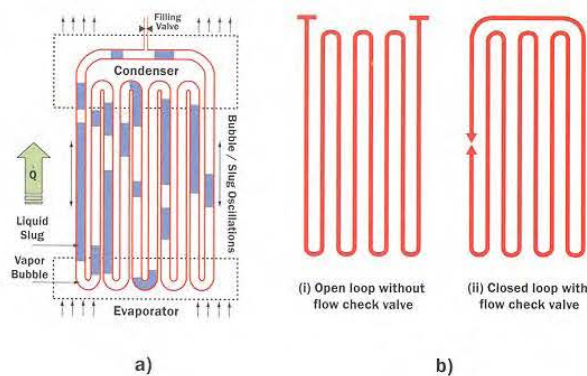 Filling
Valve
Condenser
Q
Liquid
Slug
Vapor
Bubble
Bubble / Slug Oscillations
Evaporator
a)
(i) Open loop without
flow check valve
(ii) Closed loop with
flow check valve
b)